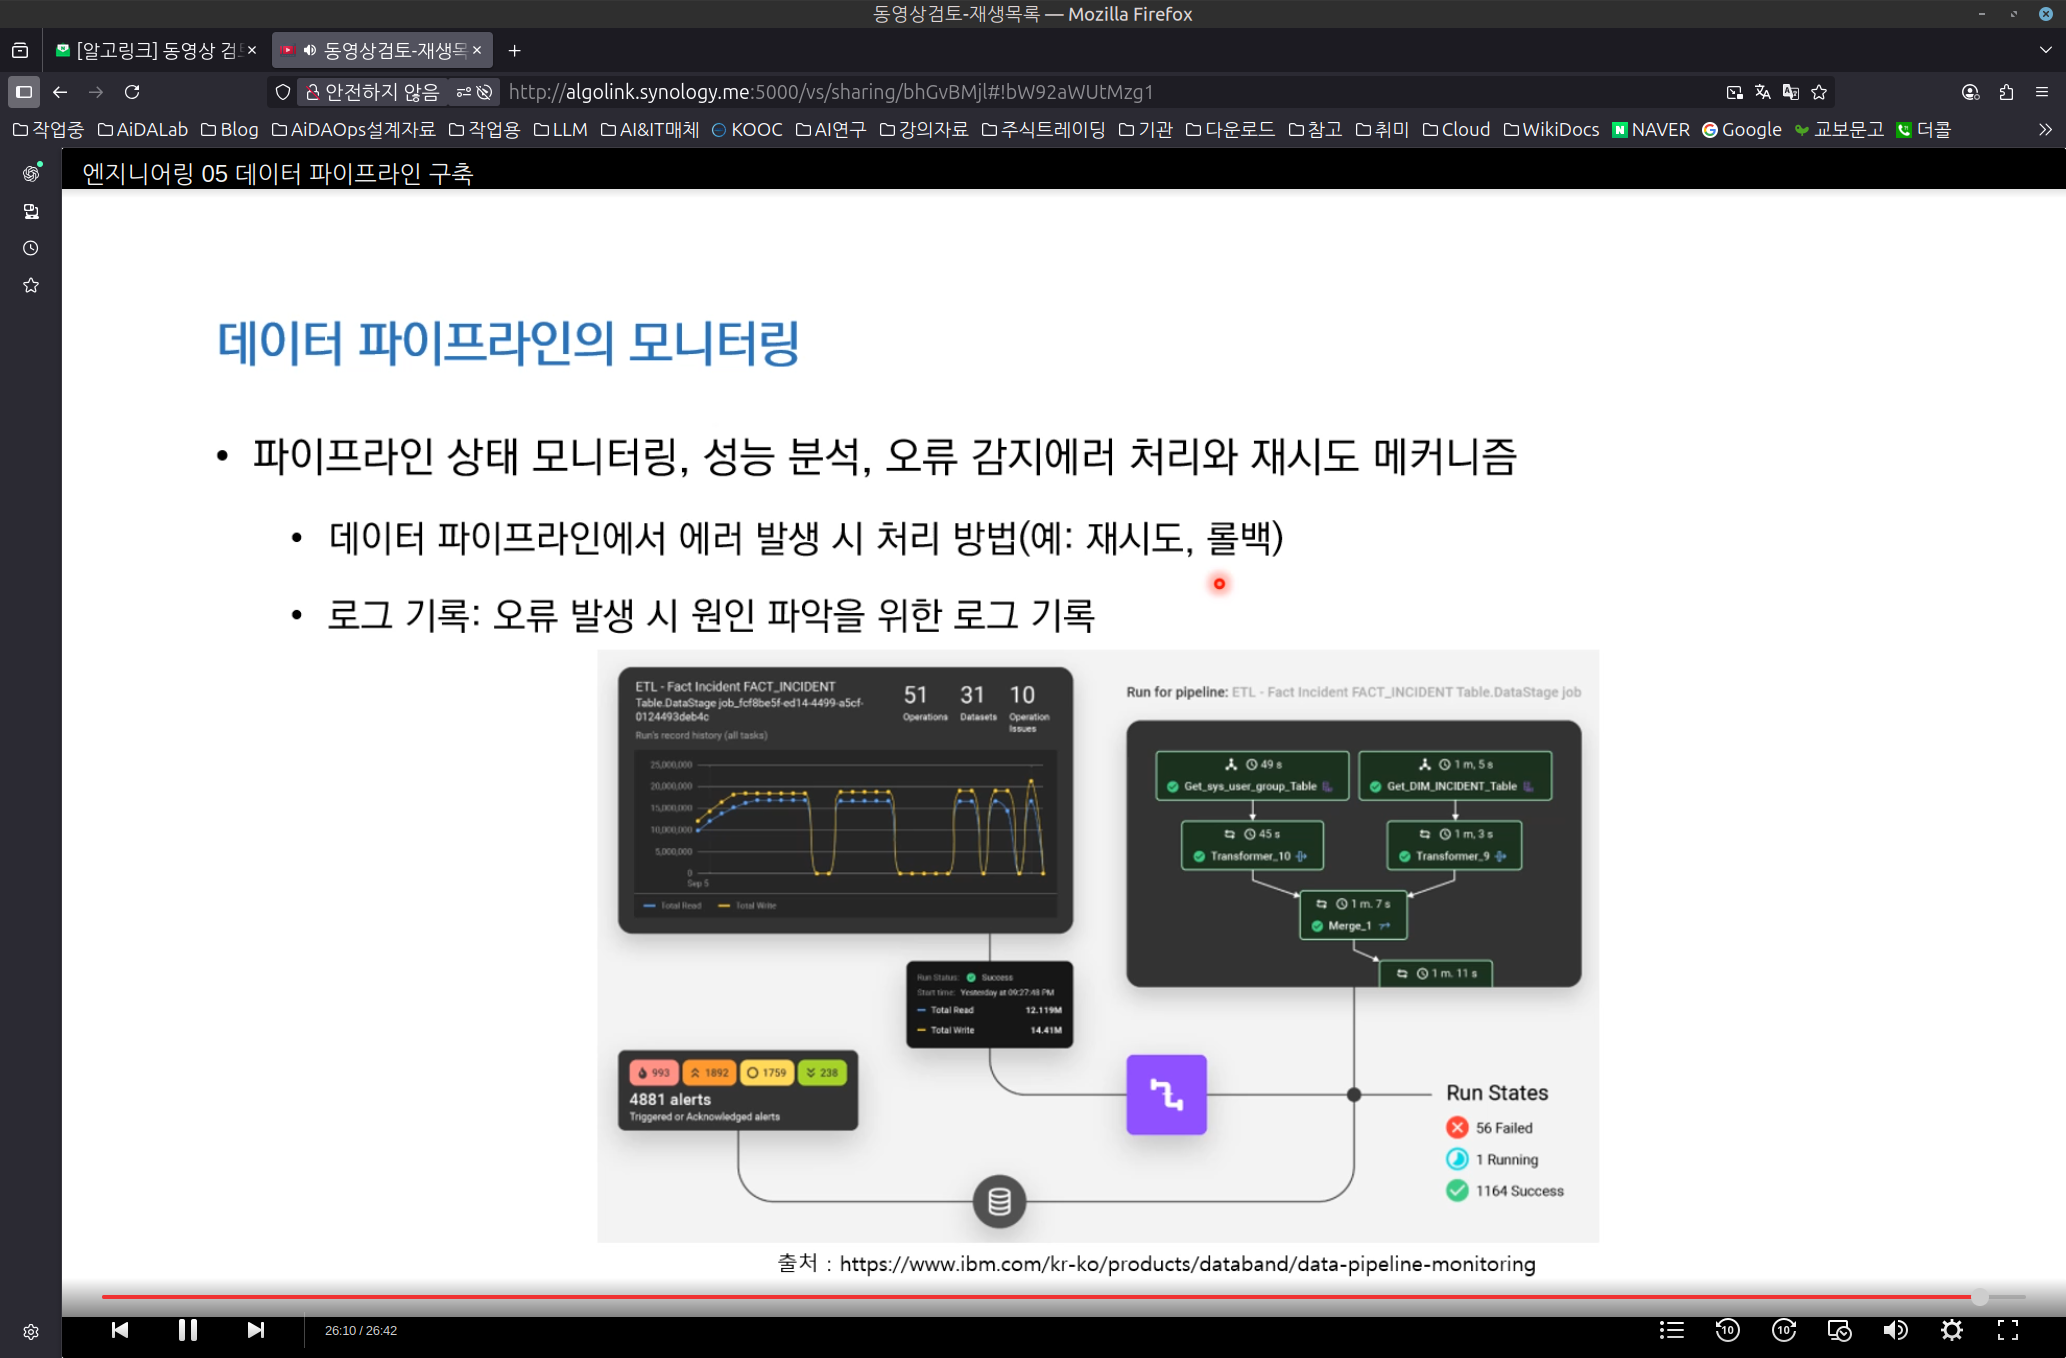 동영상검토-재생목록 — Mozilla Firefox
[알고링크] 동영상 검토
동영상검토-재생목
안전하지 않음
http://algolink.synology.me:5000/vs/sharing/bhGvBMjl#!bW92aWUtMzg1
작업중 AiDALab Blog AiDAOps설계자료 작업용 LLM AI&IT매체 KOOC AI연구 강의자료 주식트레이딩 기관 다운로드 참고 취미 Cloud WikiDocs NAVER Google 교보문고 더콜
엔지니어링 05 데이터 파이프라인 구축
데이터 파이프라인의 모니터링
• 파이프라인 상태 모니터링, 성능 분석, 오류 감지에러 처리와 재시도 메커니즘
• 데이터 파이프라인에서 에러 발생 시 처리 방법(예: 재시도, 롤백)
• 로그 기록: 오류 발생 시 원인 파악을 위한 로그 기록
ETL - Fact Incident FACT_INCIDENT
Table.DataStage job_fcf8be5f-ed14-4499-a5cf-
0124493deb4c
Run's record history (all tasks)
51 Operations
31 Datasets
10 Operation
Issues
25,000,000
20,000,000
15,000,000
10,000,000
5,000,000
0
Sep 5
Total Read Total Write
Run for pipeline: ETL - Fact Incident FACT_INCIDENT Table.DataStage job
49 s
Get_sys_user_group_Table
1 m, 5 s
Get_DIM_INCIDENT_Table
45 s
Transformer_10
1 m, 3 s
Transformer_9
1 m. 7 s
Merge_1
1 m. 11 s
Run Status: Success
Start time: Yesterday at 09:27:48 PM
Total Read 12.119M
Total Write 14.41M
993 1892 1759 238
4881 alerts
Triggered or Acknowledged alerts
Run States
56 Failed
1 Running
1164 Success
출처 : https://www.ibm.com/kr-ko/products/databand/data-pipeline-monitoring
26:10 / 26:42
10 10